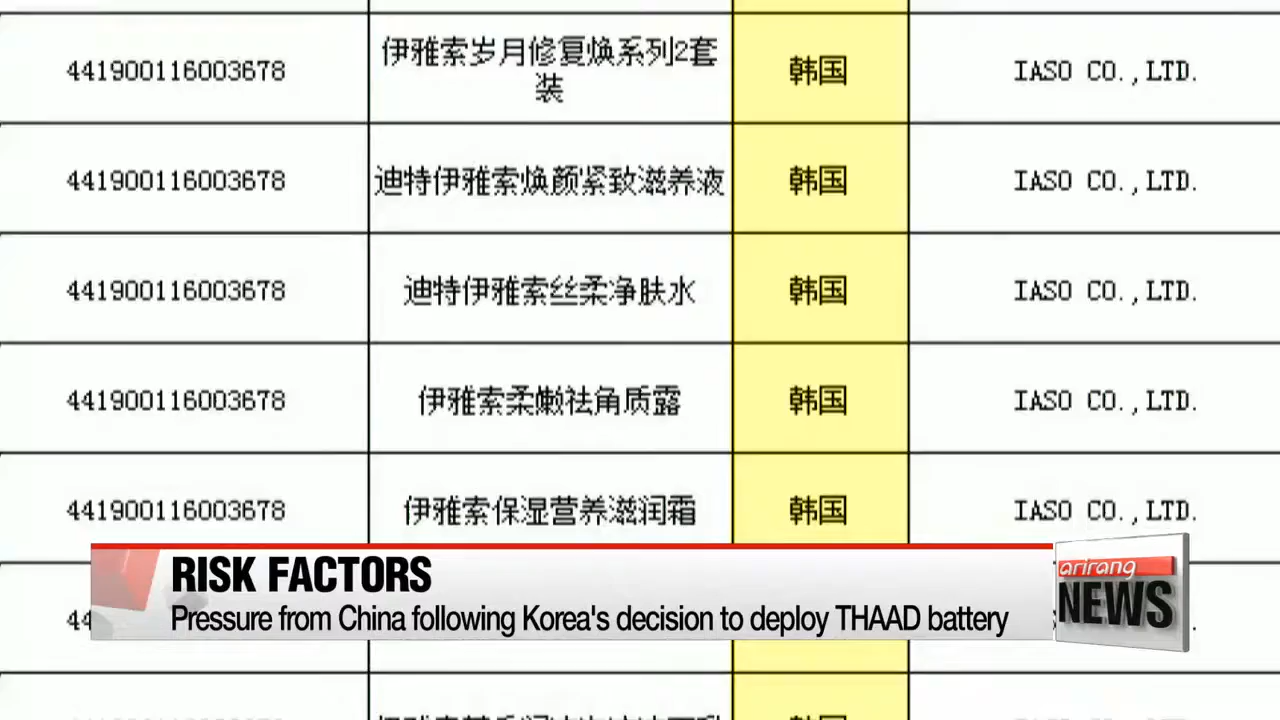 441900116003678 伊雅索岁月修复焕系列2套 韩国 IASO CO.,LTD.
装
441900116003678 迪特伊雅索焕颜紧致滋养液 韩国 IASO CO.,LTD.
441900116003678 迪特伊雅索丝柔净肤水 韩国 IASO CO.,LTD.
441900116003678 伊雅索柔嫩祛角质露 韩国 IASO CO.,LTD.
441900116003678 伊雅索保湿营养滋润霜 韩国 IASO CO.,LTD.
RISK FACTORS
Pressure from China following Korea's decision to deploy THAAD battery
arirang
NEWS